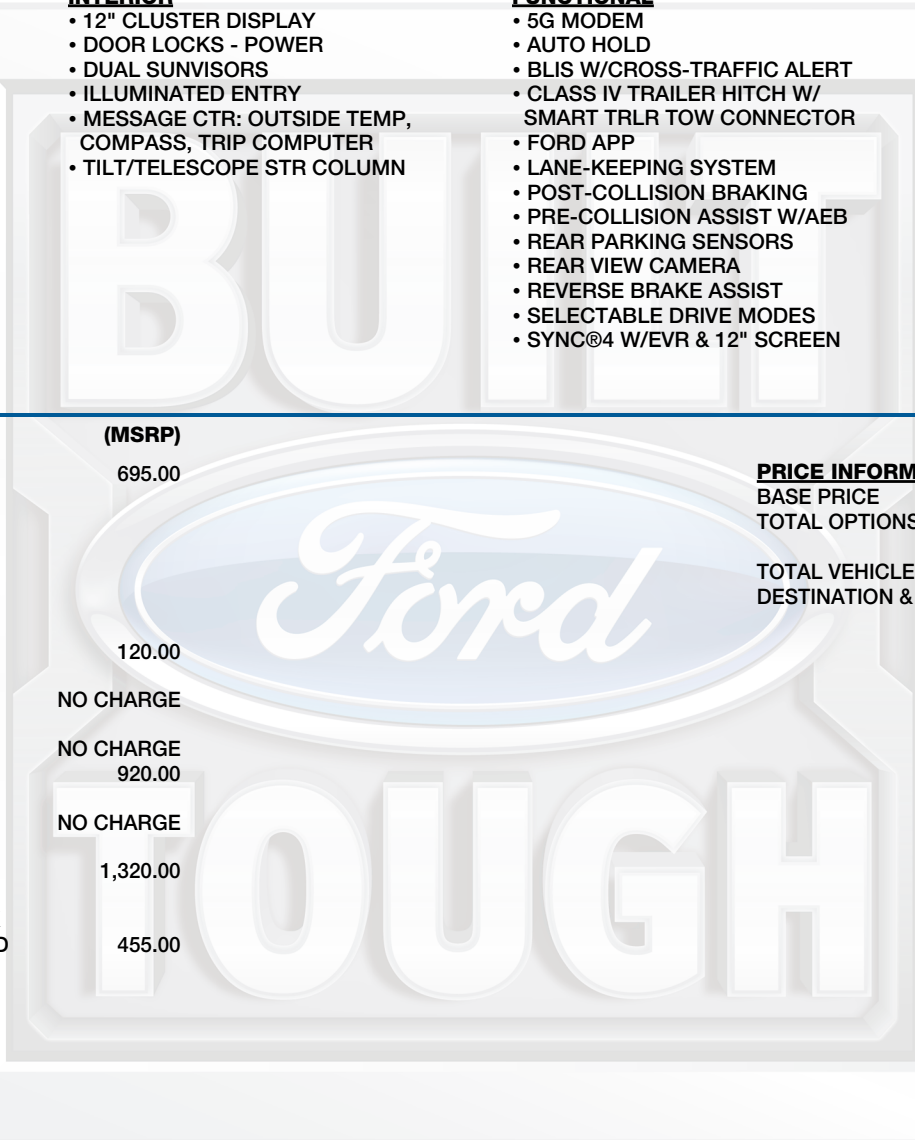 INTERIOR
• 12" CLUSTER DISPLAY
• DOOR LOCKS - POWER
• DUAL SUNVISORS
• ILLUMINATED ENTRY
• MESSAGE CTR: OUTSIDE TEMP,
COMPASS, TRIP COMPUTER
• TILT/TELESCOPE STR COLUMN
FUNCTIONAL
• 5G MODEM
• AUTO HOLD
• BLIS W/CROSS-TRAFFIC ALERT
• CLASS IV TRAILER HITCH W/
SMART TRLR TOW CONNECTOR
• FORD APP
• LANE-KEEPING SYSTEM
• POST-COLLISION BRAKING
• PRE-COLLISION ASSIST W/AEB
• REAR PARKING SENSORS
• REAR VIEW CAMERA
• REVERSE BRAKE ASSIST
• SELECTABLE DRIVE MODES
• SYNC®4 W/EVR & 12" SCREEN
BUILT
Ford
TOUGH
(MSRP)
695.00
120.00
NO CHARGE
NO CHARGE
920.00
NO CHARGE
1,320.00
455.00
PRICE INFORM
BASE PRICE
TOTAL OPTIONS
TOTAL VEHICLE
DESTINATION &